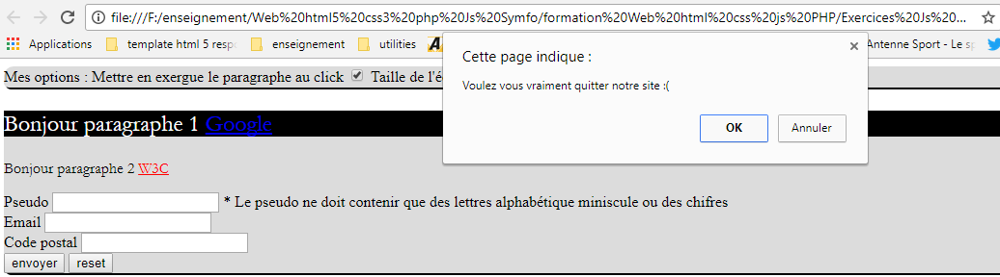 file:///F:/enseignement/Web%20html5%20css3%20php%20Js%20Symfo/formation%20Web%20html%20css%20js%20PHP/Exercices%20Js%20...
Applications template html 5 resp enseignement utilities Antenne Sport - Le sp
Cette page indique :
Voulez vous vraiment quitter notre site :(
OK Annuler
Mes options : Mettre en exergue le paragraphe au click Taille de l'é
Bonjour paragraphe 1 Google
Bonjour paragraphe 2 W3C
Pseudo * Le pseudo ne doit contenir que des lettres alphabétique miniscule ou des chifres
Email
Code postal
envoyer reset